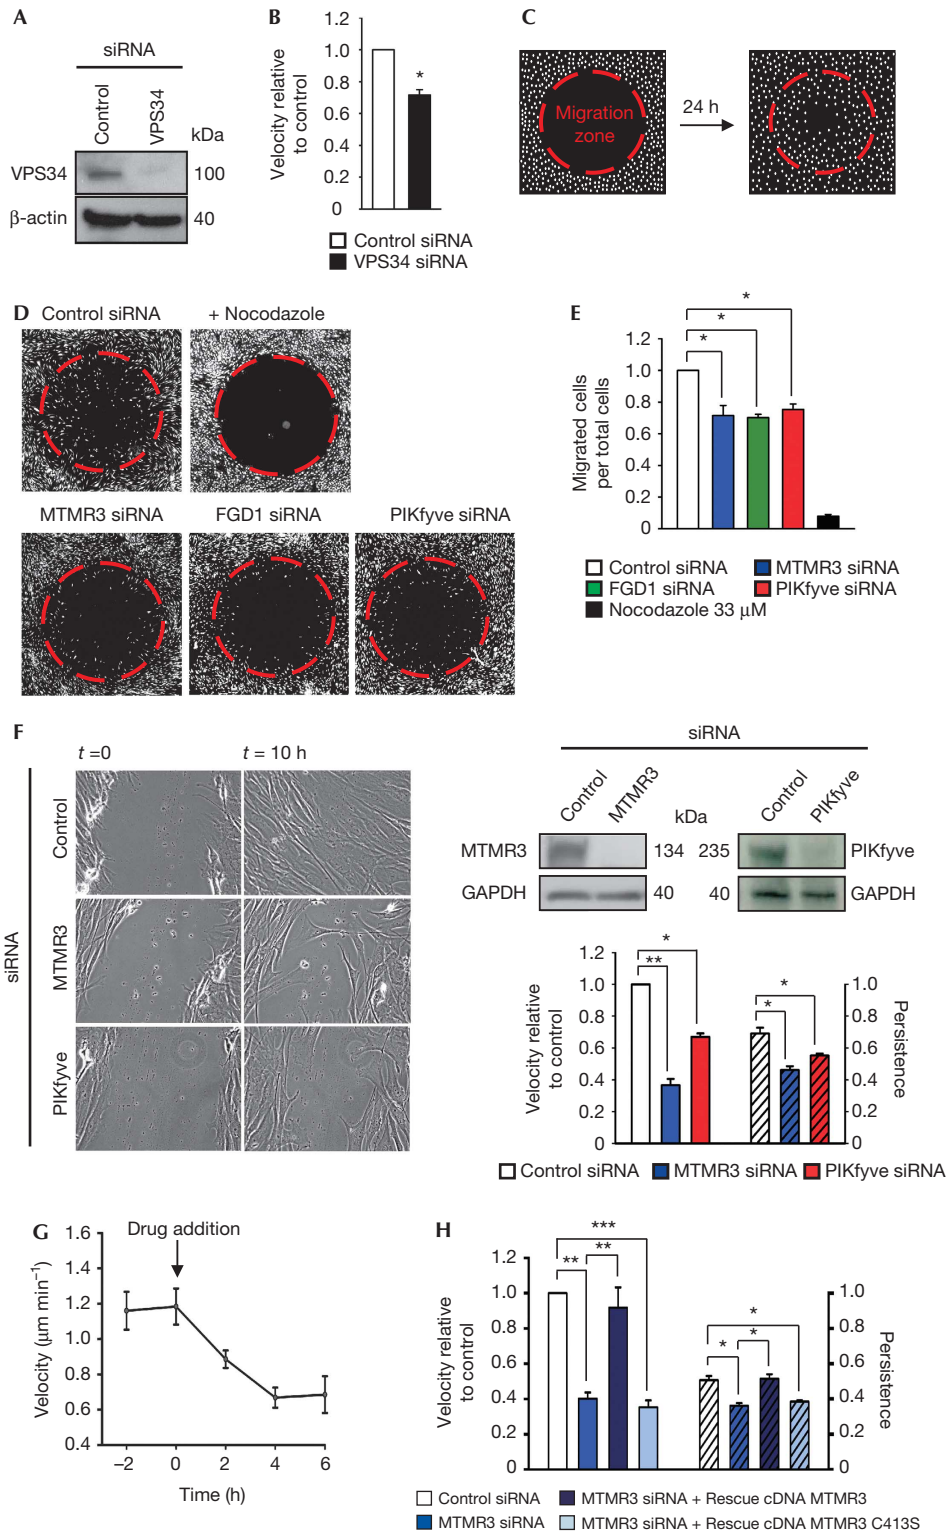 A
siRNA
Control
VPS34
kDa
VPS34
100
β-actin
40
B
Velocity relative
to control
1.2
1.0
0.8
0.6
0.4
0.2
0
*
Control siRNA
VPS34 siRNA
C
Migration
zone
24 h
D
Control siRNA
+ Nocodazole
MTMR3 siRNA
FGD1 siRNA
PIKfyve siRNA
E
Migrated cells
per total cells
1.2
1.0
0.8
0.6
0.4
0.2
0
*
*
*
Control siRNA
MTMR3 siRNA
FGD1 siRNA
PIKfyve siRNA
Nocodazole 33 μM
F
t =0
t = 10 h
siRNA
Control
MTMR3
PIKfyve
siRNA
Control
MTMR3
kDa
Control
PIKfyve
MTMR3
134
235
PIKfyve
GAPDH
40
40
GAPDH
Velocity relative
to control
1.2
1.0
0.8
0.6
0.4
0.2
0
*
**
*
*
1.0
0.8
0.6
0.4
0.2
0
Persistence
Control siRNA
MTMR3 siRNA
PIKfyve siRNA
G
Drug addition
Velocity (μm min⁻¹)
1.6
1.4
1.2
1.0
0.8
0.6
0.4
−2
0
2
4
6
Time (h)
H
Velocity relative
to control
1.2
1.0
0.8
0.6
0.4
0.2
0
***
**
**
*
*
*
1.0
0.8
0.6
0.4
0.2
0
Persistence
Control siRNA
MTMR3 siRNA + Rescue cDNA MTMR3
MTMR3 siRNA
MTMR3 siRNA + Rescue cDNA MTMR3 C413S